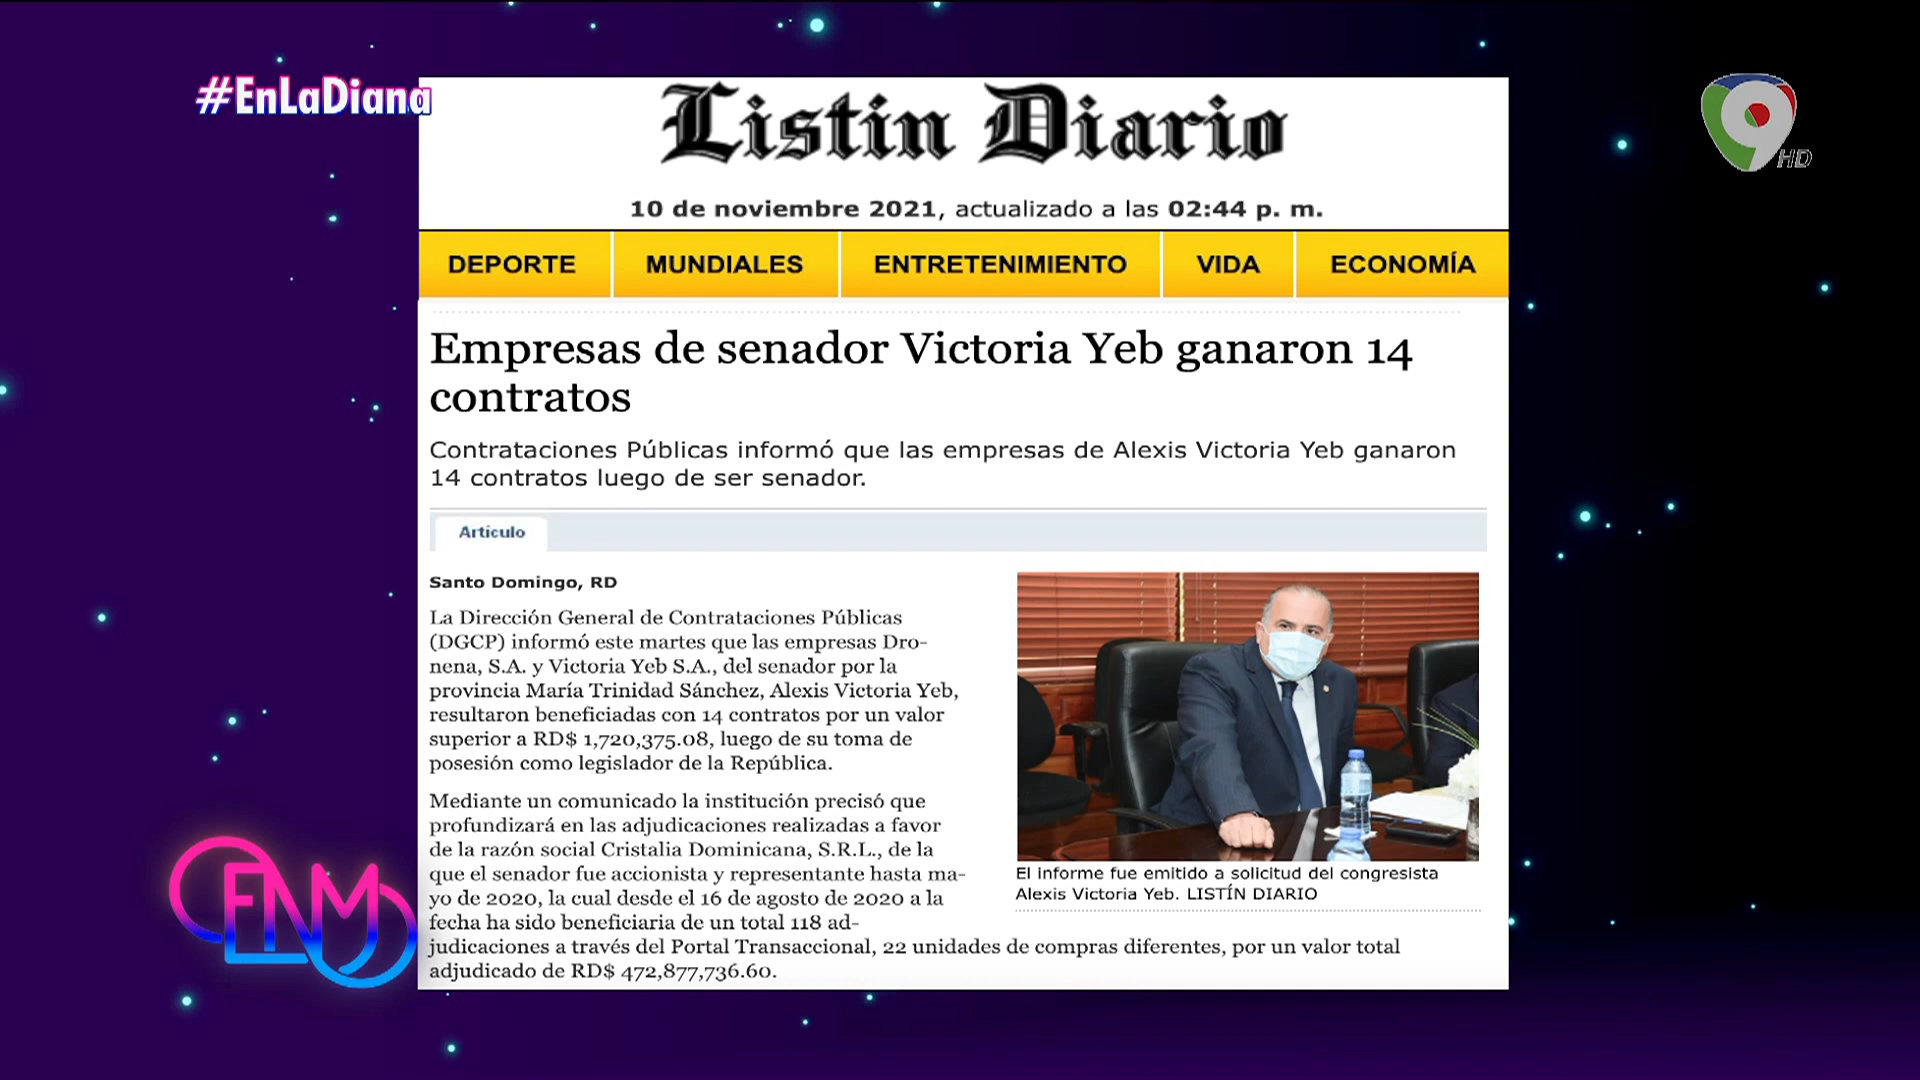 #EnLaDiana
HD
Listin Diario
10 de noviembre 2021, actualizado a las 02:44 p. m.
DEPORTE MUNDIALES ENTRETENIMIENTO VIDA ECONOMÍA
Empresas de senador Victoria Yeb ganaron 14
contratos
Contrataciones Públicas informó que las empresas de Alexis Victoria Yeb ganaron
14 contratos luego de ser senador.
Artículo
Santo Domingo, RD
La Dirección General de Contrataciones Públicas
(DGCP) informó este martes que las empresas Dro-
nena, S.A. y Victoria Yeb S.A., del senador por la
provincia María Trinidad Sánchez, Alexis Victoria Yeb,
resultaron beneficiadas con 14 contratos por un valor
superior a RD$ 1,720,375.08, luego de su toma de
posesión como legislador de la República.
Mediante un comunicado la institución precisó que
profundizará en las adjudicaciones realizadas a favor
de la razón social Cristalia Dominicana, S.R.L., de la
que el senador fue accionista y representante hasta ma-
yo de 2020, la cual desde el 16 de agosto de 2020 a la
fecha ha sido beneficiaria de un total 118 ad-
judicaciones a través del Portal Transaccional, 22 unidades de compras diferentes, por un valor total
adjudicado de RD$ 472,877,736.60.
El informe fue emitido a solicitud del congresista
Alexis Victoria Yeb. LISTÍN DIARIO
ENM